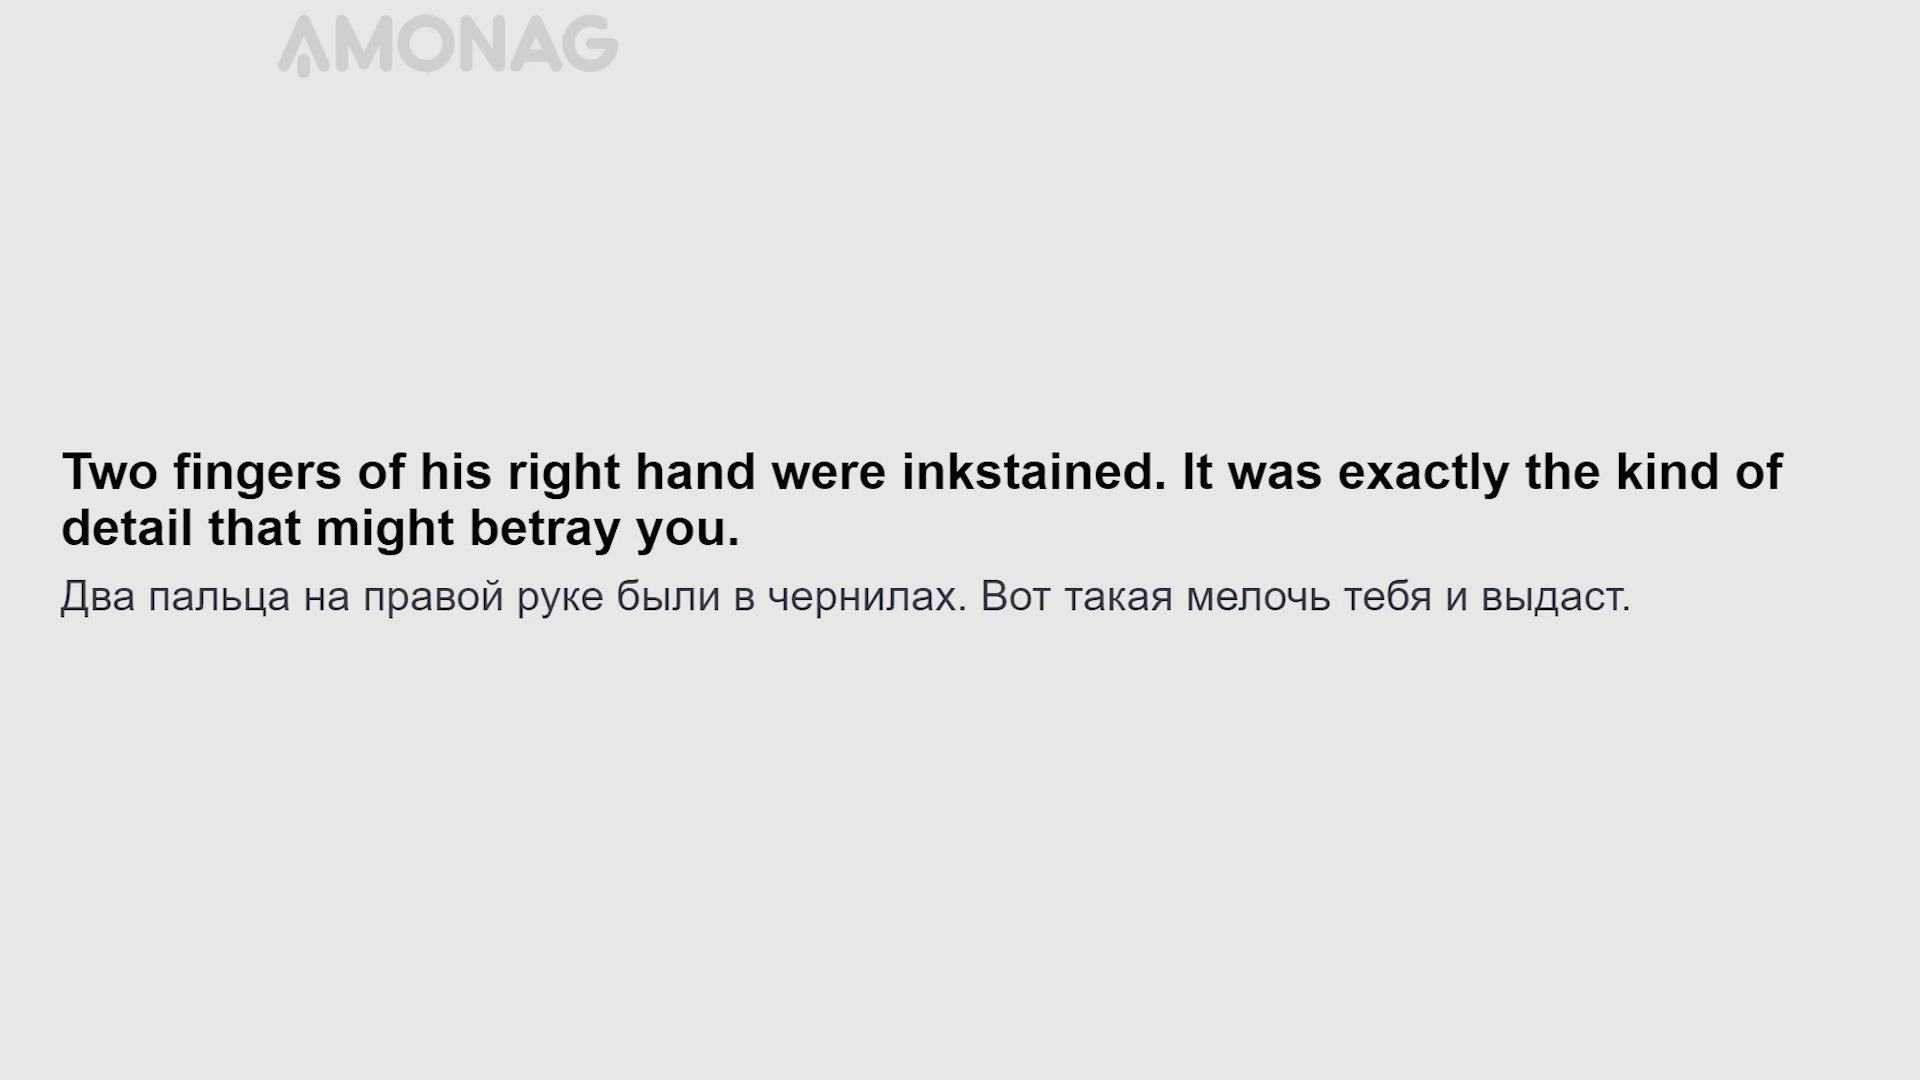 AMONAG
Two fingers of his right hand were inkstained. It was exactly the kind of
detail that might betray you.
Два пальца на правой руке были в чернилах. Вот такая мелочь тебя и выдаст.